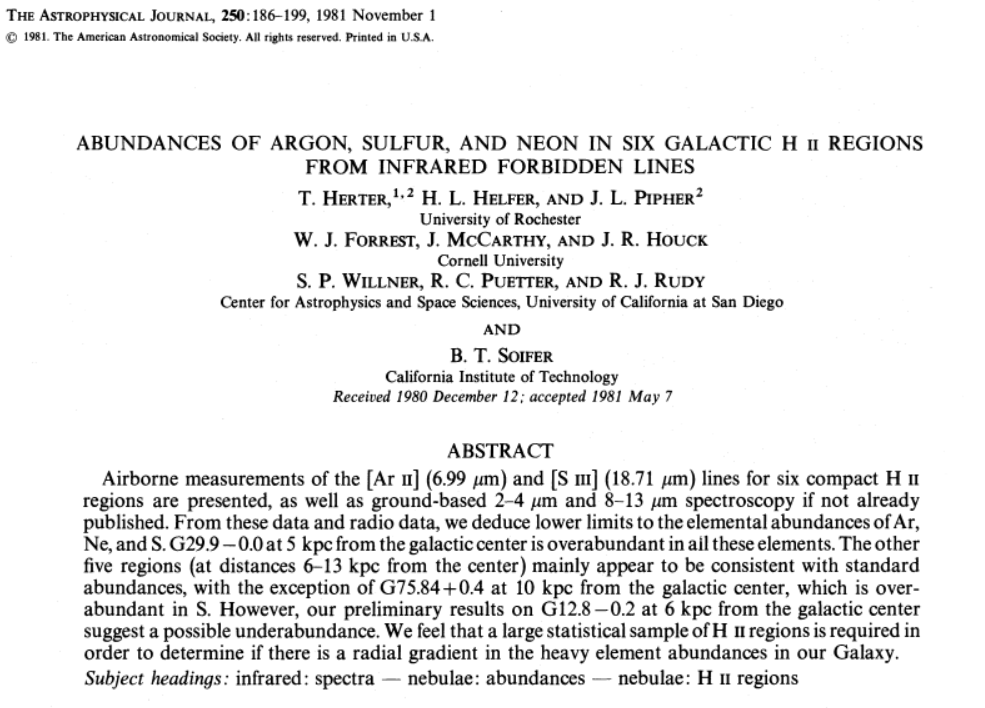 THE ASTROPHYSICAL JOURNAL, 250:186–199, 1981 November 1
© 1981. The American Astronomical Society. All rights reserved. Printed in U.S.A.
ABUNDANCES OF ARGON, SULFUR, AND NEON IN SIX GALACTIC H II REGIONS
FROM INFRARED FORBIDDEN LINES
T. HERTER,1,2 H. L. HELFER, AND J. L. PIPHER2
University of Rochester
W. J. FORREST, J. MCCARTHY, AND J. R. HOUCK
Cornell University
S. P. WILLNER, R. C. PUETTER, AND R. J. RUDY
Center for Astrophysics and Space Sciences, University of California at San Diego
AND
B. T. SOIFER
California Institute of Technology
Received 1980 December 12; accepted 1981 May 7
ABSTRACT
Airborne measurements of the [Ar II] (6.99 μm) and [S III] (18.71 μm) lines for six compact H II
regions are presented, as well as ground-based 2–4 μm and 8–13 μm spectroscopy if not already
published. From these data and radio data, we deduce lower limits to the elemental abundances of Ar,
Ne, and S. G29.9−0.0 at 5 kpc from the galactic center is overabundant in all these elements. The other
five regions (at distances 6–13 kpc from the center) mainly appear to be consistent with standard
abundances, with the exception of G75.84+0.4 at 10 kpc from the galactic center, which is over-
abundant in S. However, our preliminary results on G12.8−0.2 at 6 kpc from the galactic center
suggest a possible underabundance. We feel that a large statistical sample of H II regions is required in
order to determine if there is a radial gradient in the heavy element abundances in our Galaxy.
Subject headings: infrared: spectra — nebulae: abundances — nebulae: H II regions